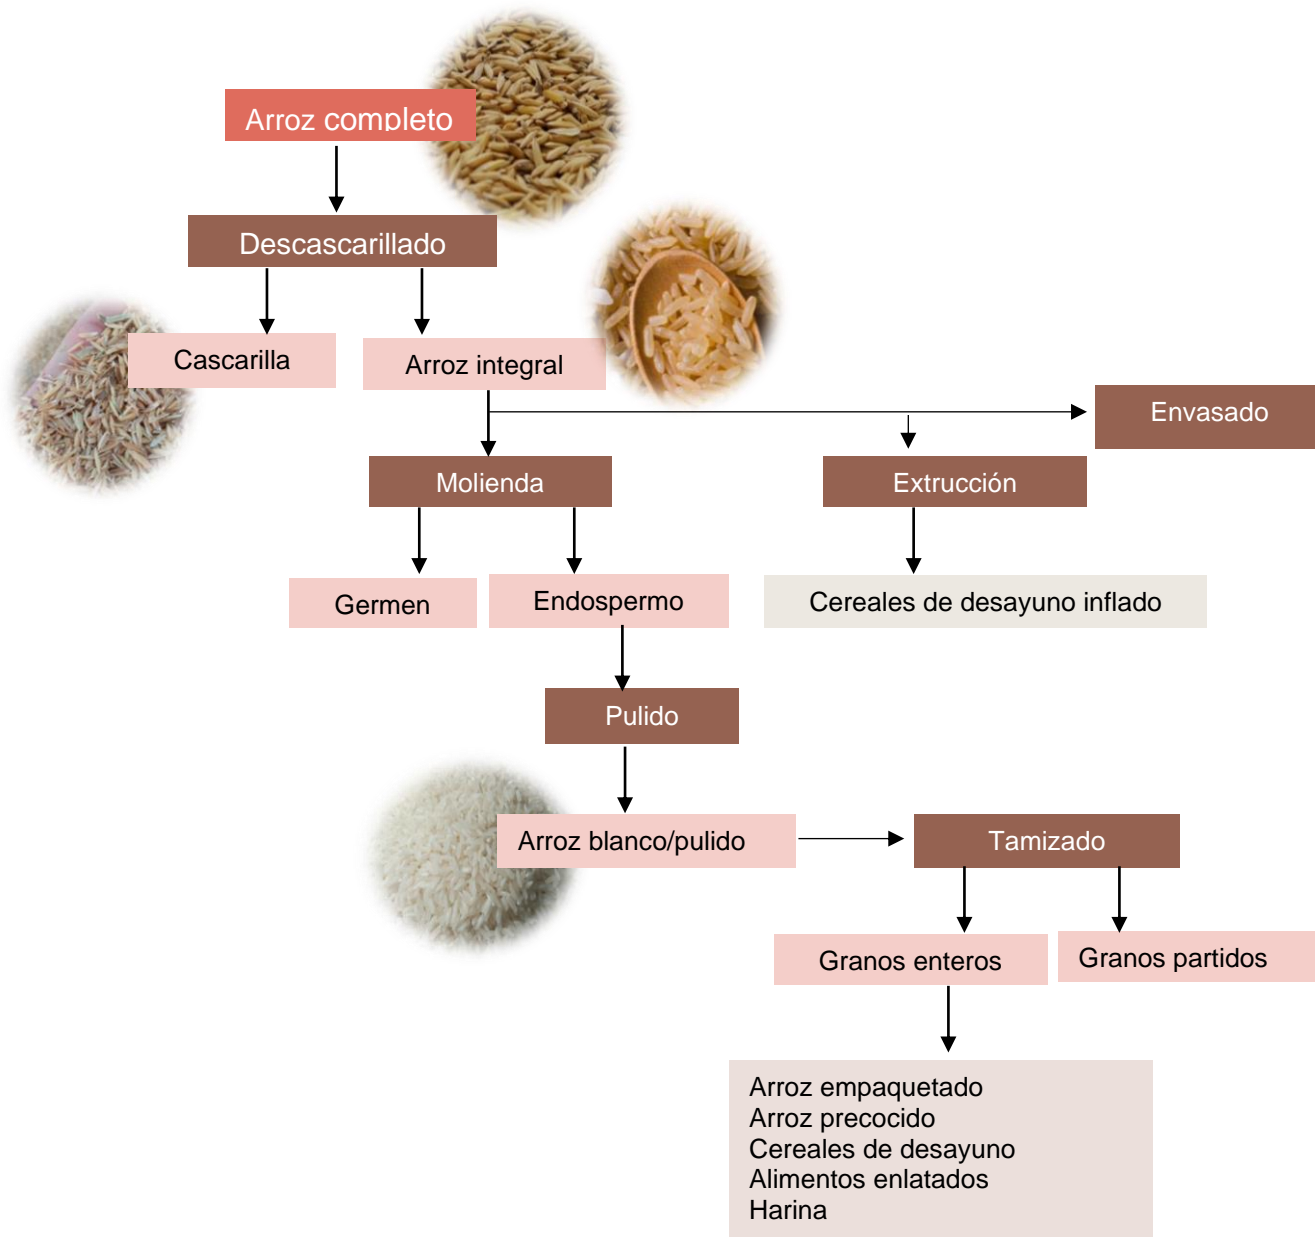 Arroz completo
Descascarillado
Cascarilla
Arroz integral
Envasado
Molienda
Extrucción
Germen
Endospermo
Cereales de desayuno inflado
Pulido
Arroz blanco/pulido
Tamizado
Granos enteros
Granos partidos
Arroz empaquetado
Arroz precocido
Cereales de desayuno
Alimentos enlatados
Harina